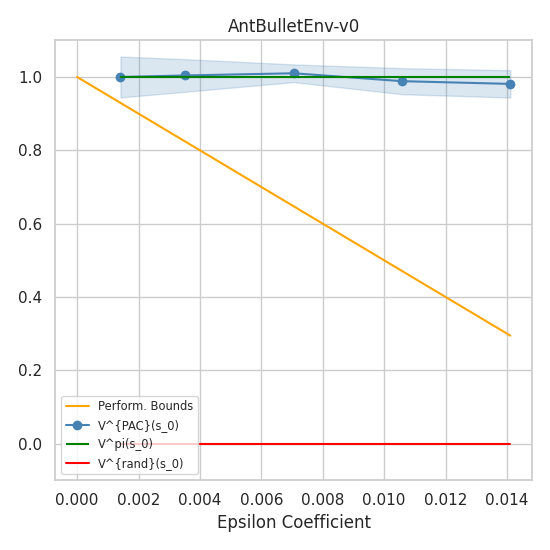 AntBulletEnv-v0
1.0
0.8
0.6
0.4
0.2
0.0
Perform. Bounds
V^{PAC}(s_0)
V^pi(s_0)
V^{rand}(s_0)
0.000 0.002 0.004 0.006 0.008 0.010 0.012 0.014
Epsilon Coefficient